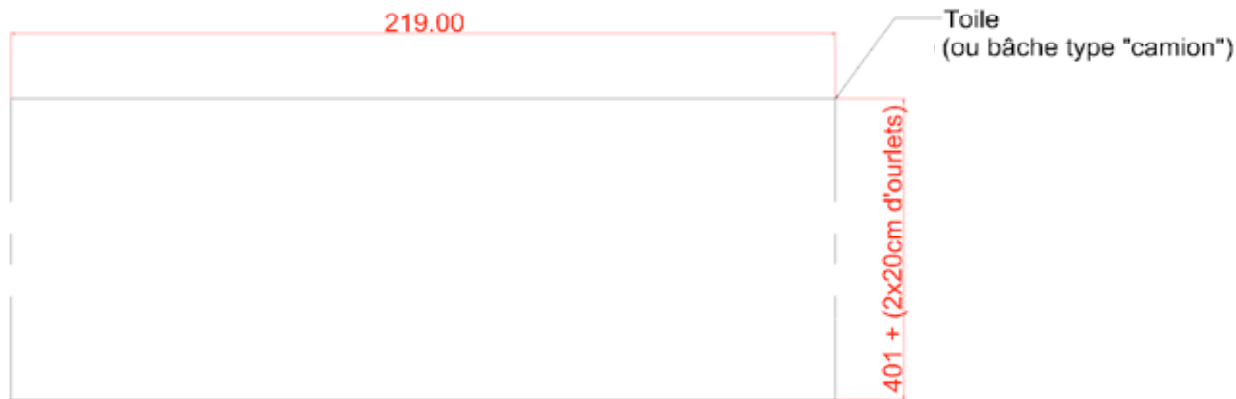 219.00
Toile
(ou bâche type "camion")
401 + (2x20cm d'ourlets)